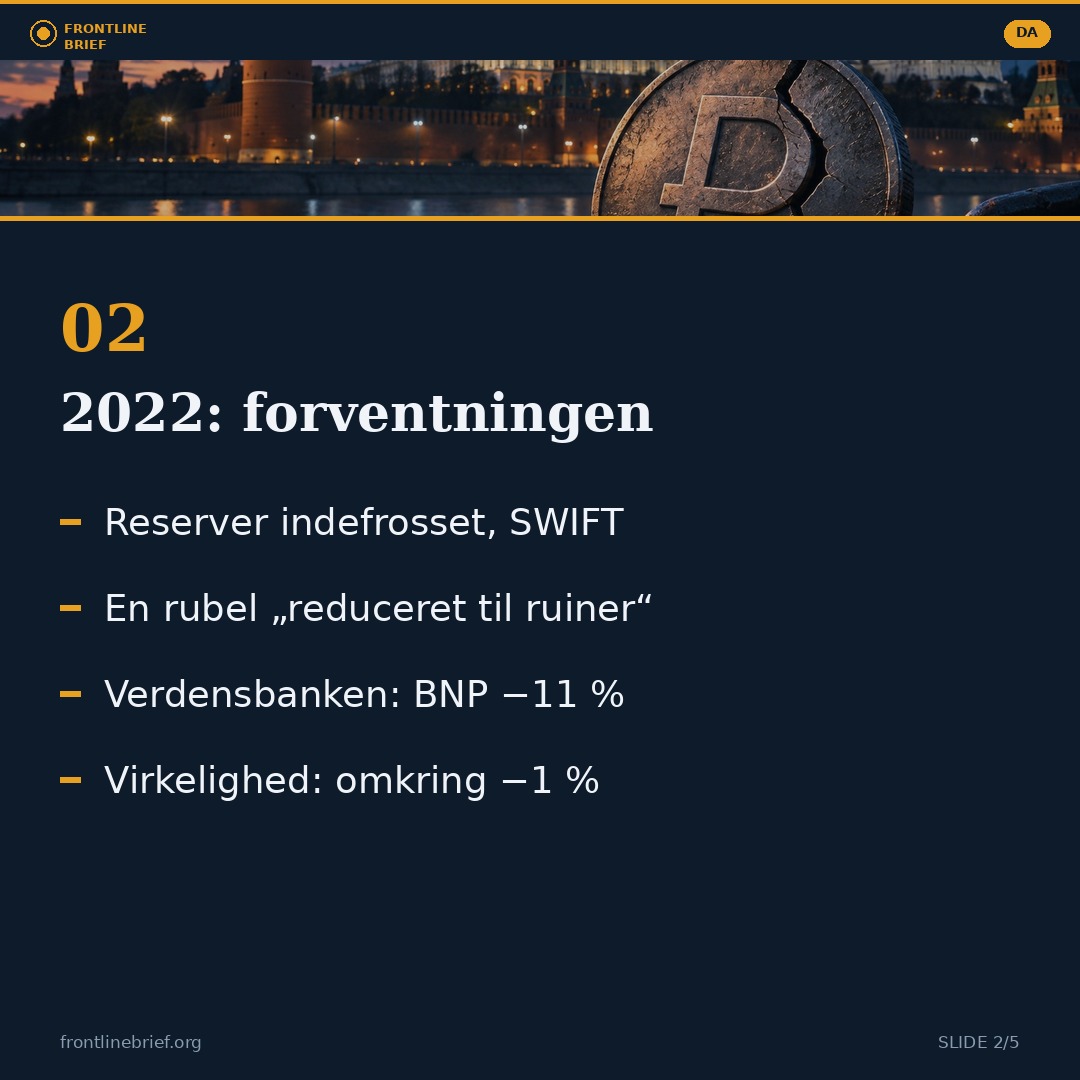 FRONTLINE
BRIEF
DA
02
2022: forventningen
Reserver indefrosset, SWIFT
En rubel „reduceret til ruiner“
Verdensbanken: BNP −11 %
Virkelighed: omkring −1 %
frontlinebrief.org
SLIDE 2/5